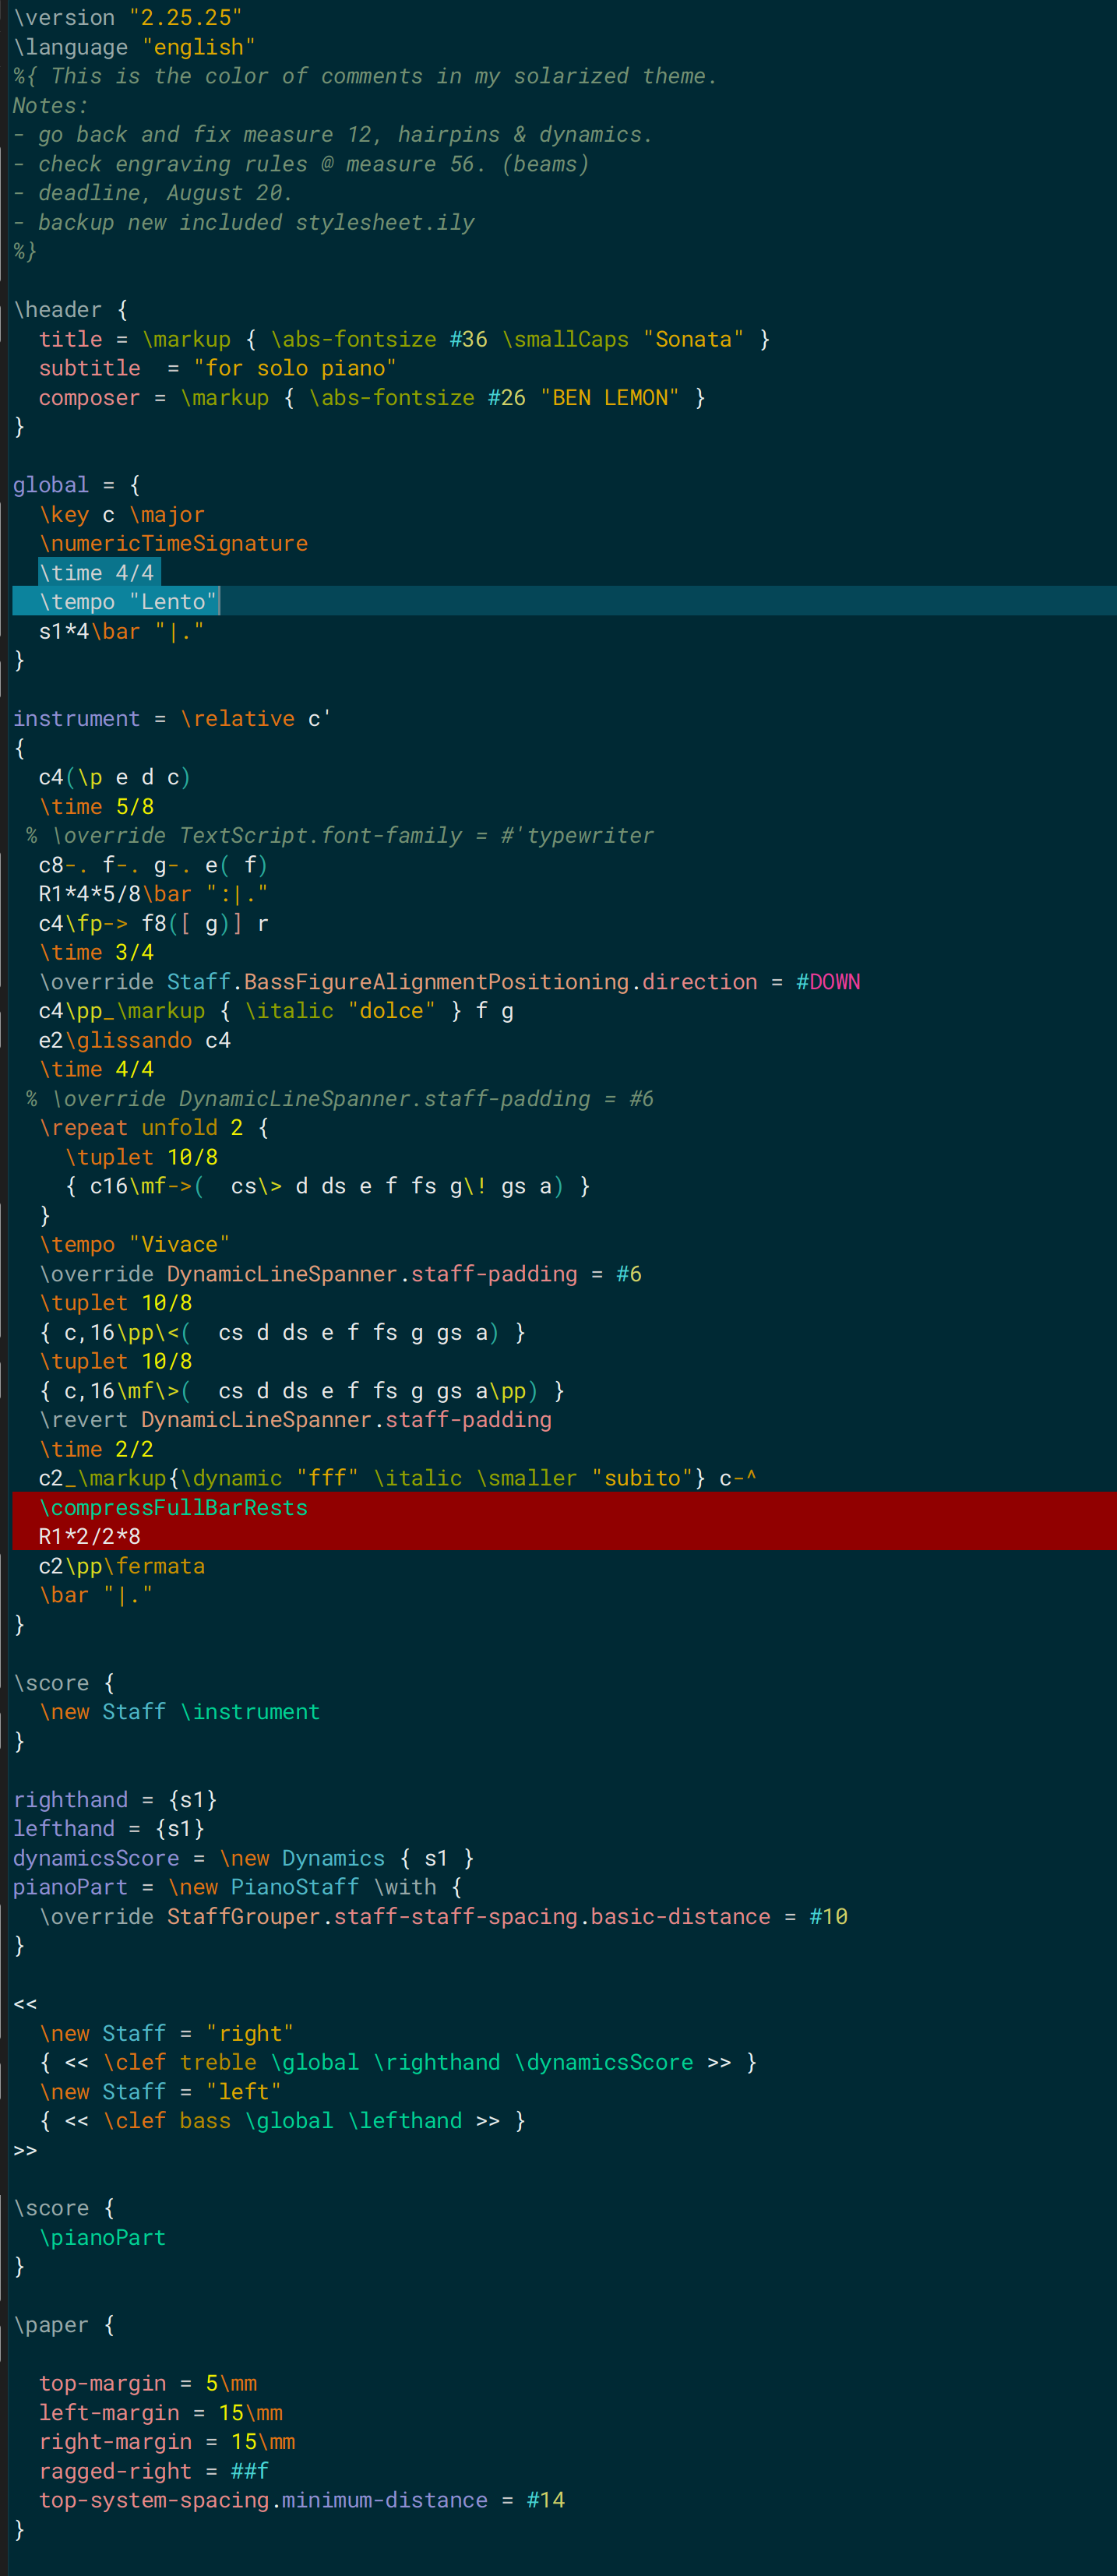 \version "2.25.25"
\language "english"
%{ This is the color of comments in my solarized theme.
Notes:
- go back and fix measure 12, hairpins & dynamics.
- check engraving rules @ measure 56. (beams)
- deadline, August 20.
- backup new included stylesheet.ily
%}

\header {
  title = \markup { \abs-fontsize #36 \smallCaps "Sonata" }
  subtitle  = "for solo piano"
  composer = \markup { \abs-fontsize #26 "BEN LEMON" }
}

global = {
  \key c \major
  \numericTimeSignature
  \time 4/4
  \tempo "Lento"
  s1*4\bar "|."
}

instrument = \relative c'
{
  c4(\p e d c)
  \time 5/8
 % \override TextScript.font-family = #'typewriter
  c8-. f-. g-. e( f)
  R1*4*5/8\bar ":|."
  c4\fp-> f8([ g)] r
  \time 3/4
  \override Staff.BassFigureAlignmentPositioning.direction = #DOWN
  c4\pp_\markup { \italic "dolce" } f g
  e2\glissando c4
  \time 4/4
 % \override DynamicLineSpanner.staff-padding = #6
  \repeat unfold 2 {
    \tuplet 10/8
    { c16\mf->(  cs\> d ds e f fs g\! gs a) }
  }
  \tempo "Vivace"
  \override DynamicLineSpanner.staff-padding = #6
  \tuplet 10/8
  { c,16\pp\<(  cs d ds e f fs g gs a) }
  \tuplet 10/8
  { c,16\mf\>(  cs d ds e f fs g gs a\pp) }
  \revert DynamicLineSpanner.staff-padding
  \time 2/2
  c2_\markup{\dynamic "fff" \italic \smaller "subito"} c-^
  \compressFullBarRests
  R1*2/2*8
  c2\pp\fermata
  \bar "|."
}

\score {
  \new Staff \instrument
}

righthand = {s1}
lefthand = {s1}
dynamicsScore = \new Dynamics { s1 }
pianoPart = \new PianoStaff \with {
  \override StaffGrouper.staff-staff-spacing.basic-distance = #10
}

<<
  \new Staff = "right"
  { << \clef treble \global \righthand \dynamicsScore >> }
  \new Staff = "left"
  { << \clef bass \global \lefthand >> }
>>

\score {
  \pianoPart
}

\paper {

  top-margin = 5\mm
  left-margin = 15\mm
  right-margin = 15\mm
  ragged-right = ##f
  top-system-spacing.minimum-distance = #14
}